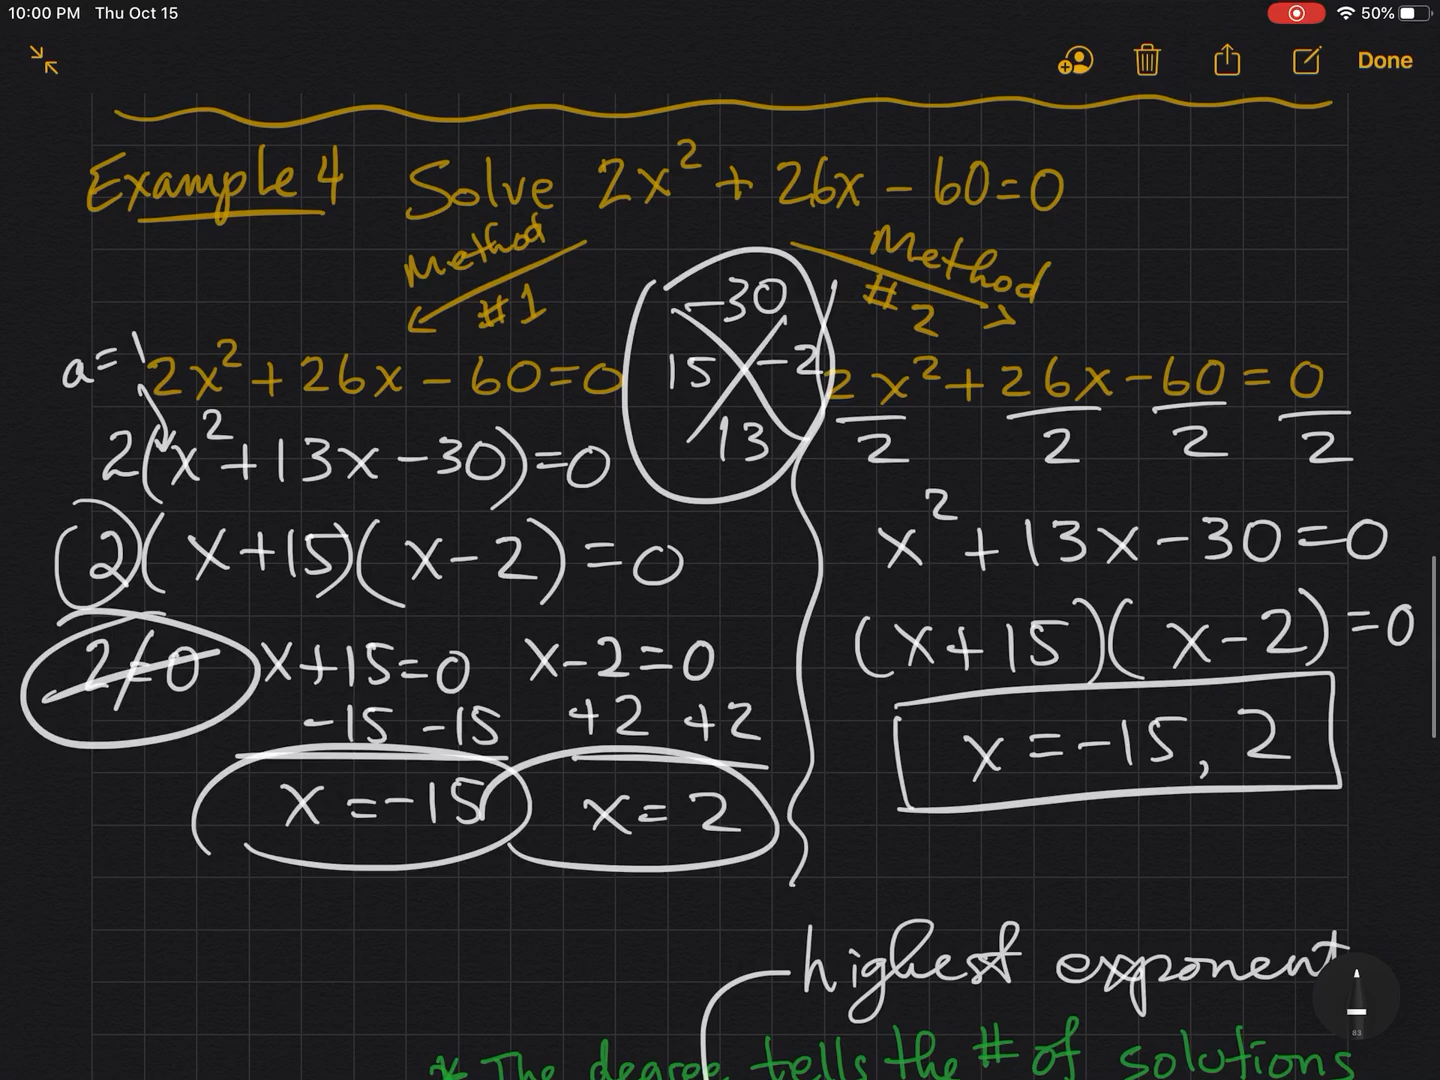 10:00 PM Thu Oct 15 50%
Done
Example 4 Solve 2x² + 26x - 60=0
Method #1
Method #2
-30
15 -2
13
a=1
2x² + 26x - 60=0
2(x² + 13x - 30)=0
(2)(x+15)(x-2)=0
2≠0 x+15=0 x-2=0
-15 -15 +2 +2
x=-15 x=2
2x² + 26x - 60 = 0
2 2 2 2
x² + 13x - 30=0
(x+15)(x-2)=0
x=-15, 2
highest exponent
* The degree tells the # of solutions
83